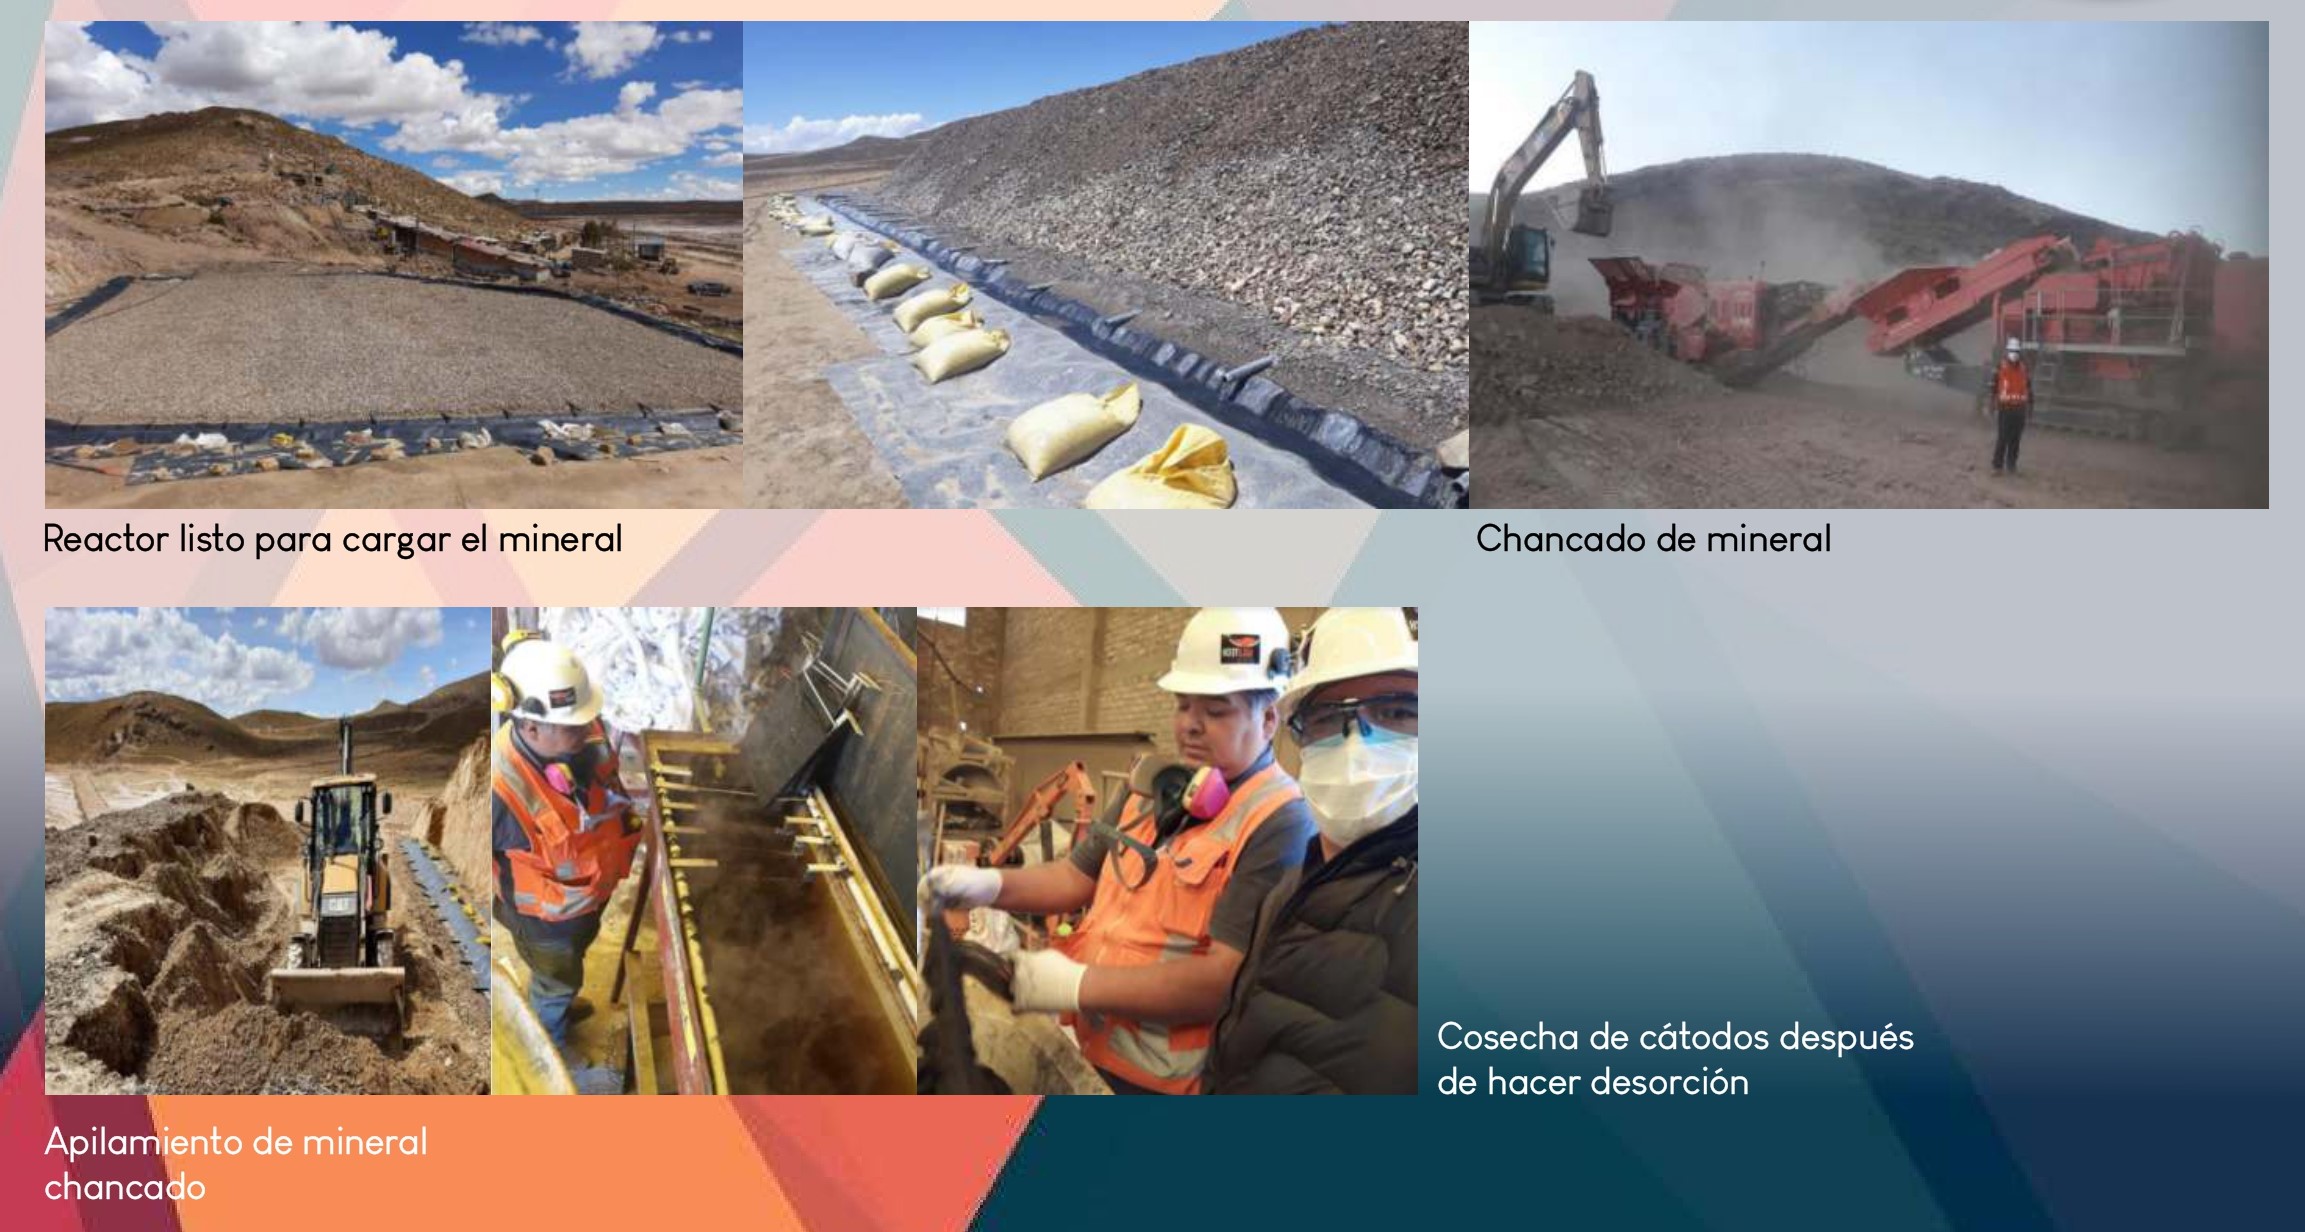 Reactor listo para cargar el mineral
Chancado de mineral
Cosecha de cátodos después
de hacer desorción
Apilamiento de mineral
chancado